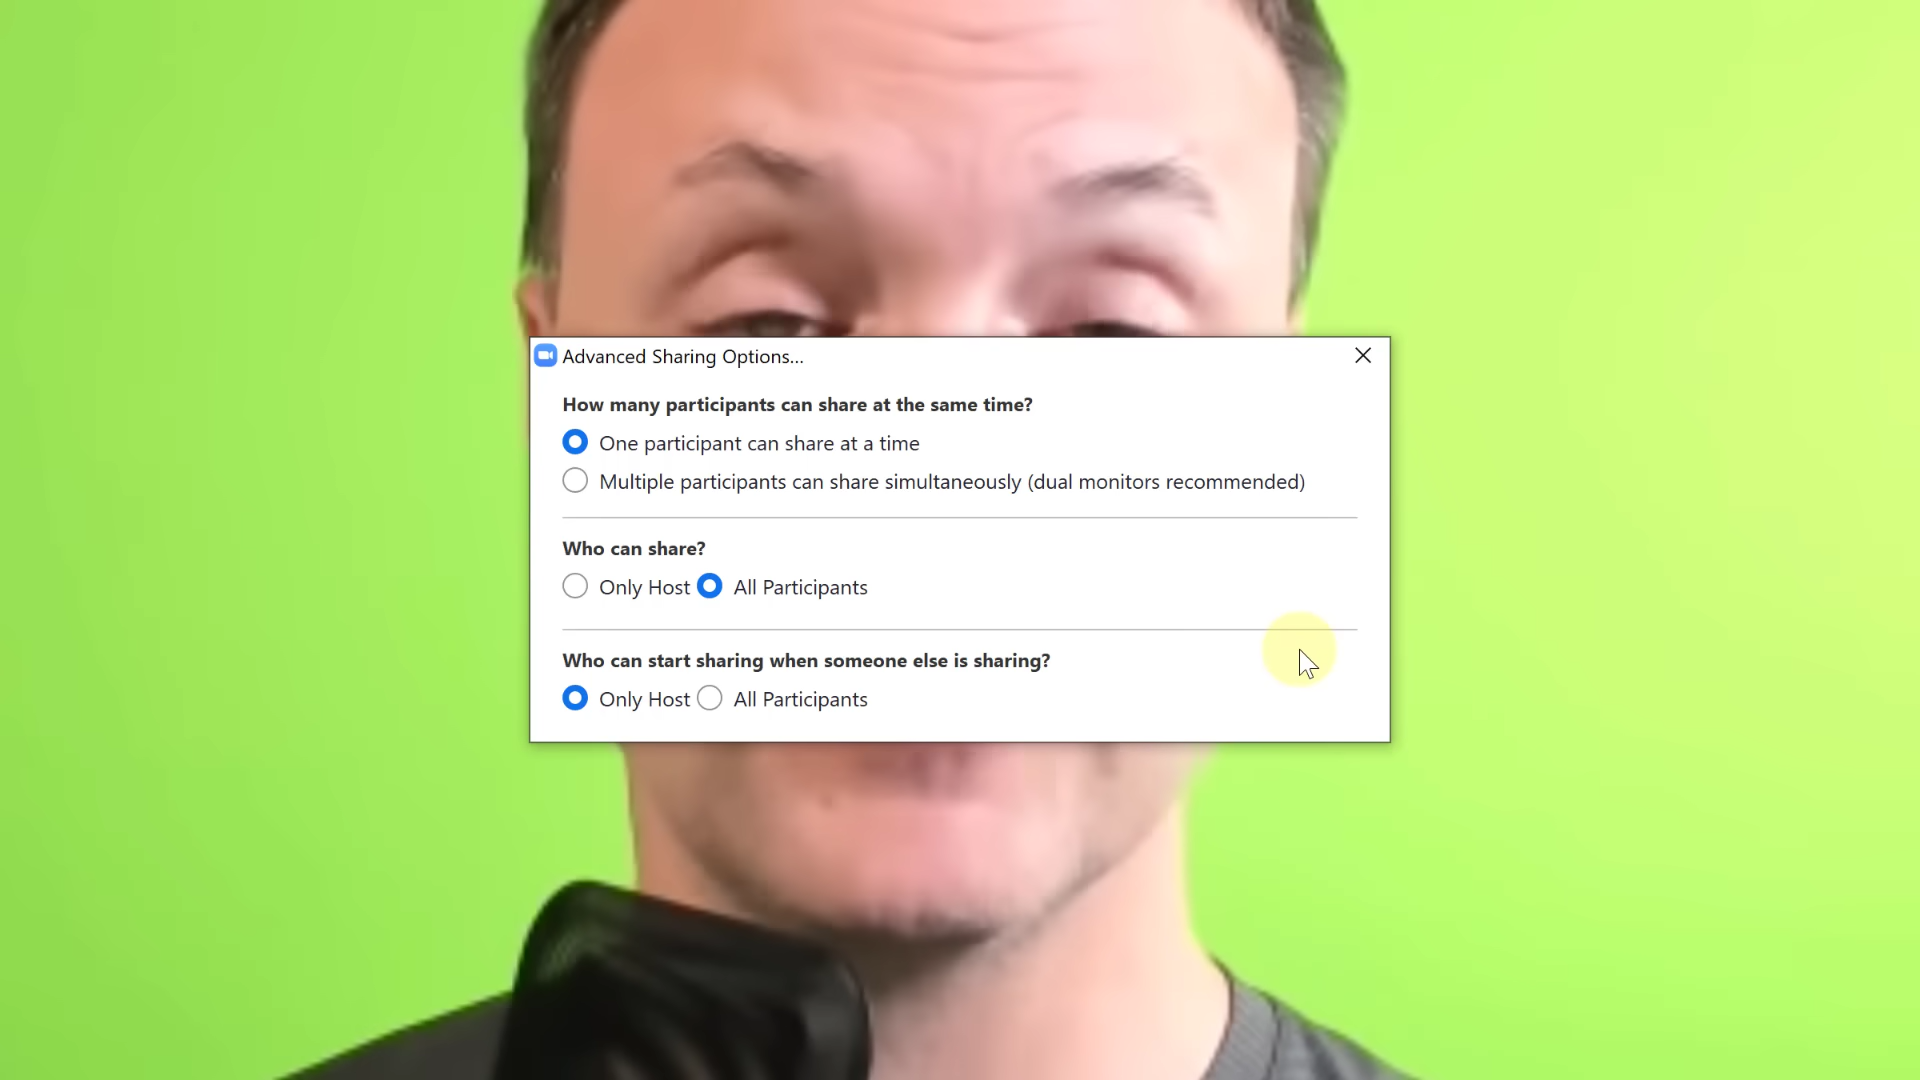 Advanced Sharing Options...
How many participants can share at the same time?
One participant can share at a time
Multiple participants can share simultaneously (dual monitors recommended)
Who can share?
Only Host All Participants
Who can start sharing when someone else is sharing?
Only Host All Participants